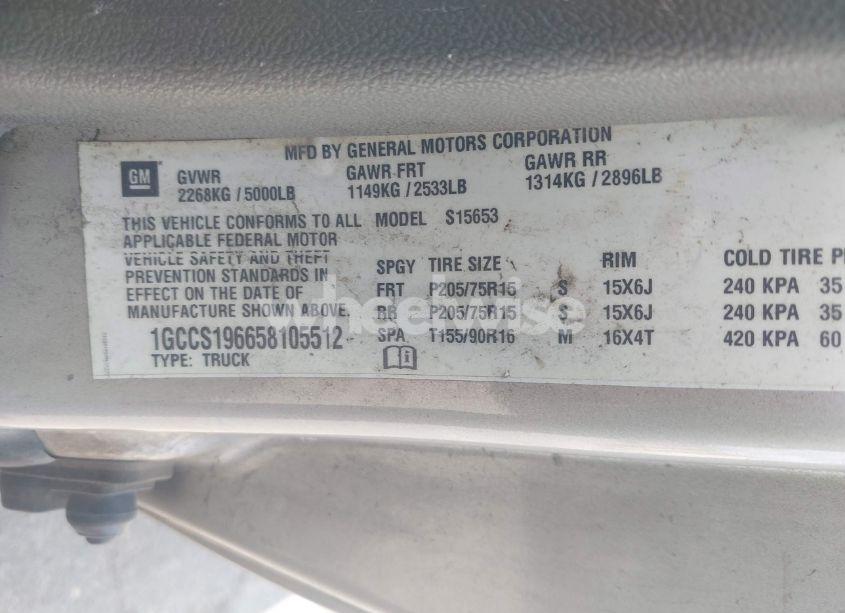 MFD BY GENERAL MOTORS CORPORATION
GM
GVWR GAWR FRT GAWR RR
2268KG / 5000LB 1149KG / 2533LB 1314KG / 2896LB
THIS VEHICLE CONFORMS TO ALL MODEL S15653
APPLICABLE FEDERAL MOTOR
VEHICLE SAFETY AND THEFT
PREVENTION STANDARDS IN
EFFECT ON THE DATE OF
MANUFACTURE SHOWN ABOVE.
1GCCS196658105512
TYPE: TRUCK
SPGY TIRE SIZE RIM COLD TIRE
FRT P205/75R15 S 15X6J 240 KPA 35
RR P205/75R15 S 15X6J 240 KPA 35
SPA T155/90R16 M 16X4T 420 KPA 60
wheelwise